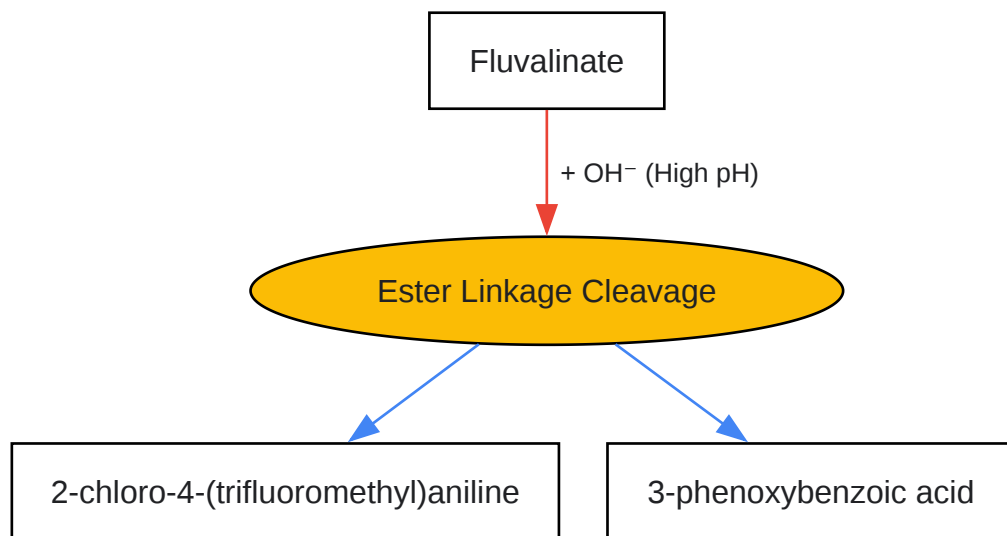 Fluvalinate
+ OH⁻ (High pH)
Ester Linkage Cleavage
2-chloro-4-(trifluoromethyl)aniline
3-phenoxybenzoic acid